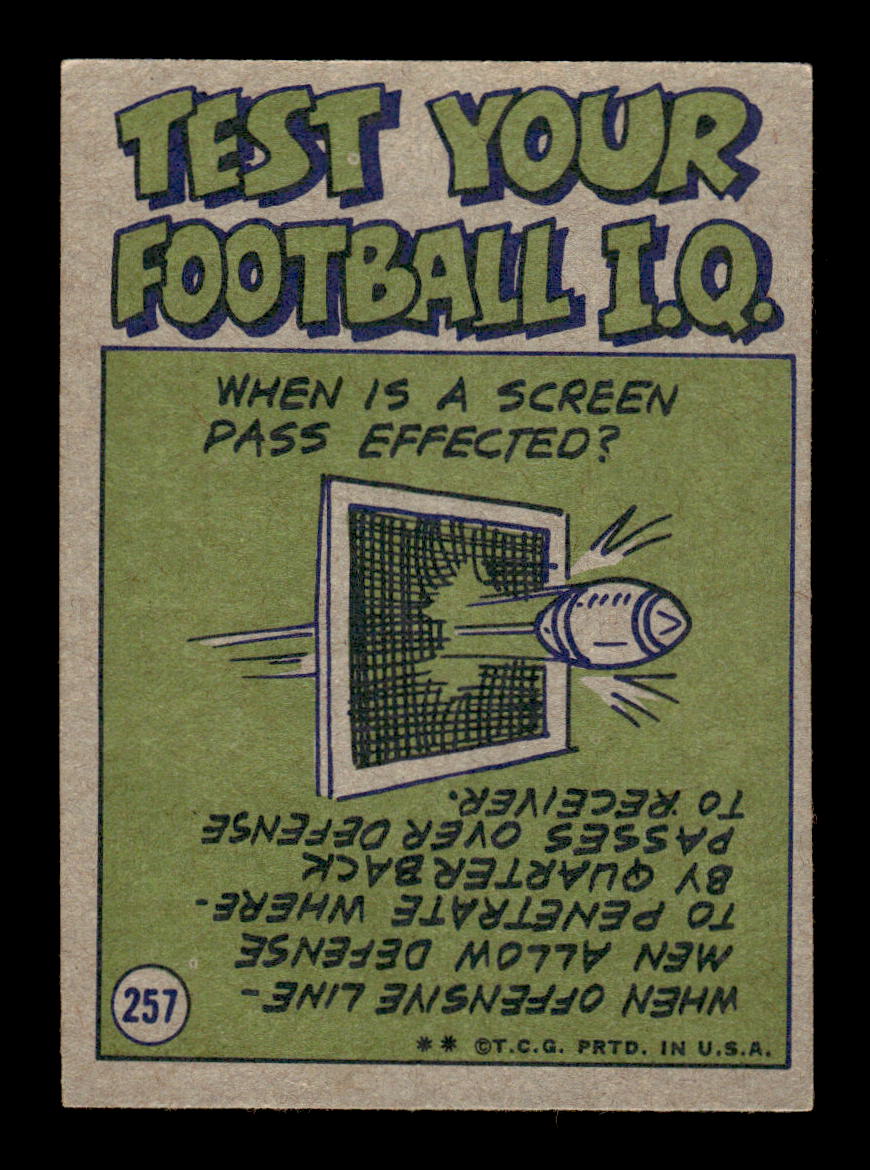 TEST YOUR
FOOTBALL I.Q.
WHEN IS A SCREEN
PASS EFFECTED?
WHEN OFFENSIVE LINE-
MEN ALLOW DEFENSE
TO PENETRATE WHERE-
BY QUARTERBACK
PASSES OVER DEFENSE
TO RECEIVER.
257
** ©T.C.G. PRTD. IN U.S.A.